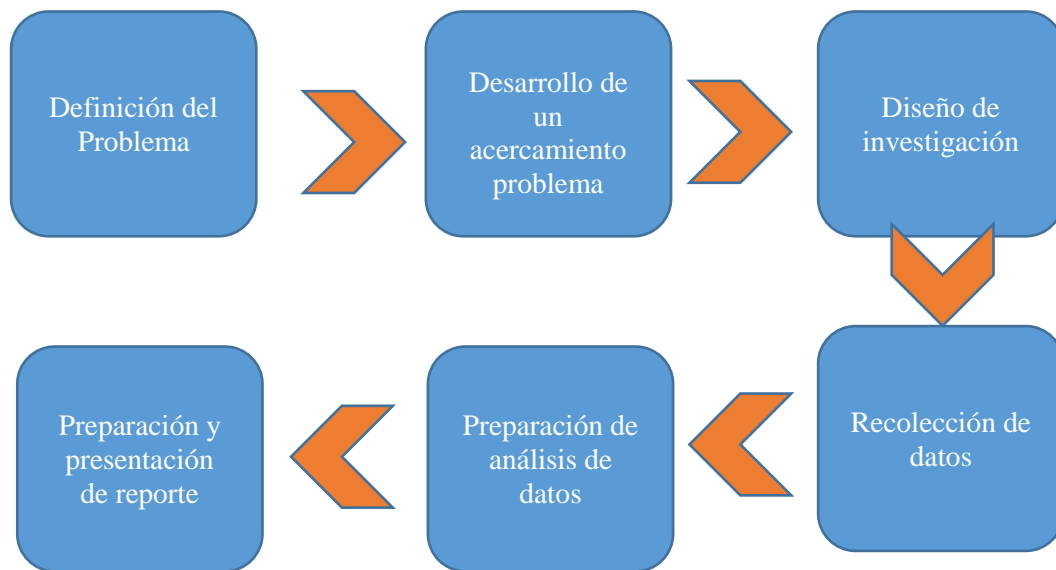 Definición del
Problema
Desarrollo de
un
acercamiento
problema
Diseño de
investigación
Recolección de
datos
Preparación de
análisis de
datos
Preparación y
presentación
de reporte